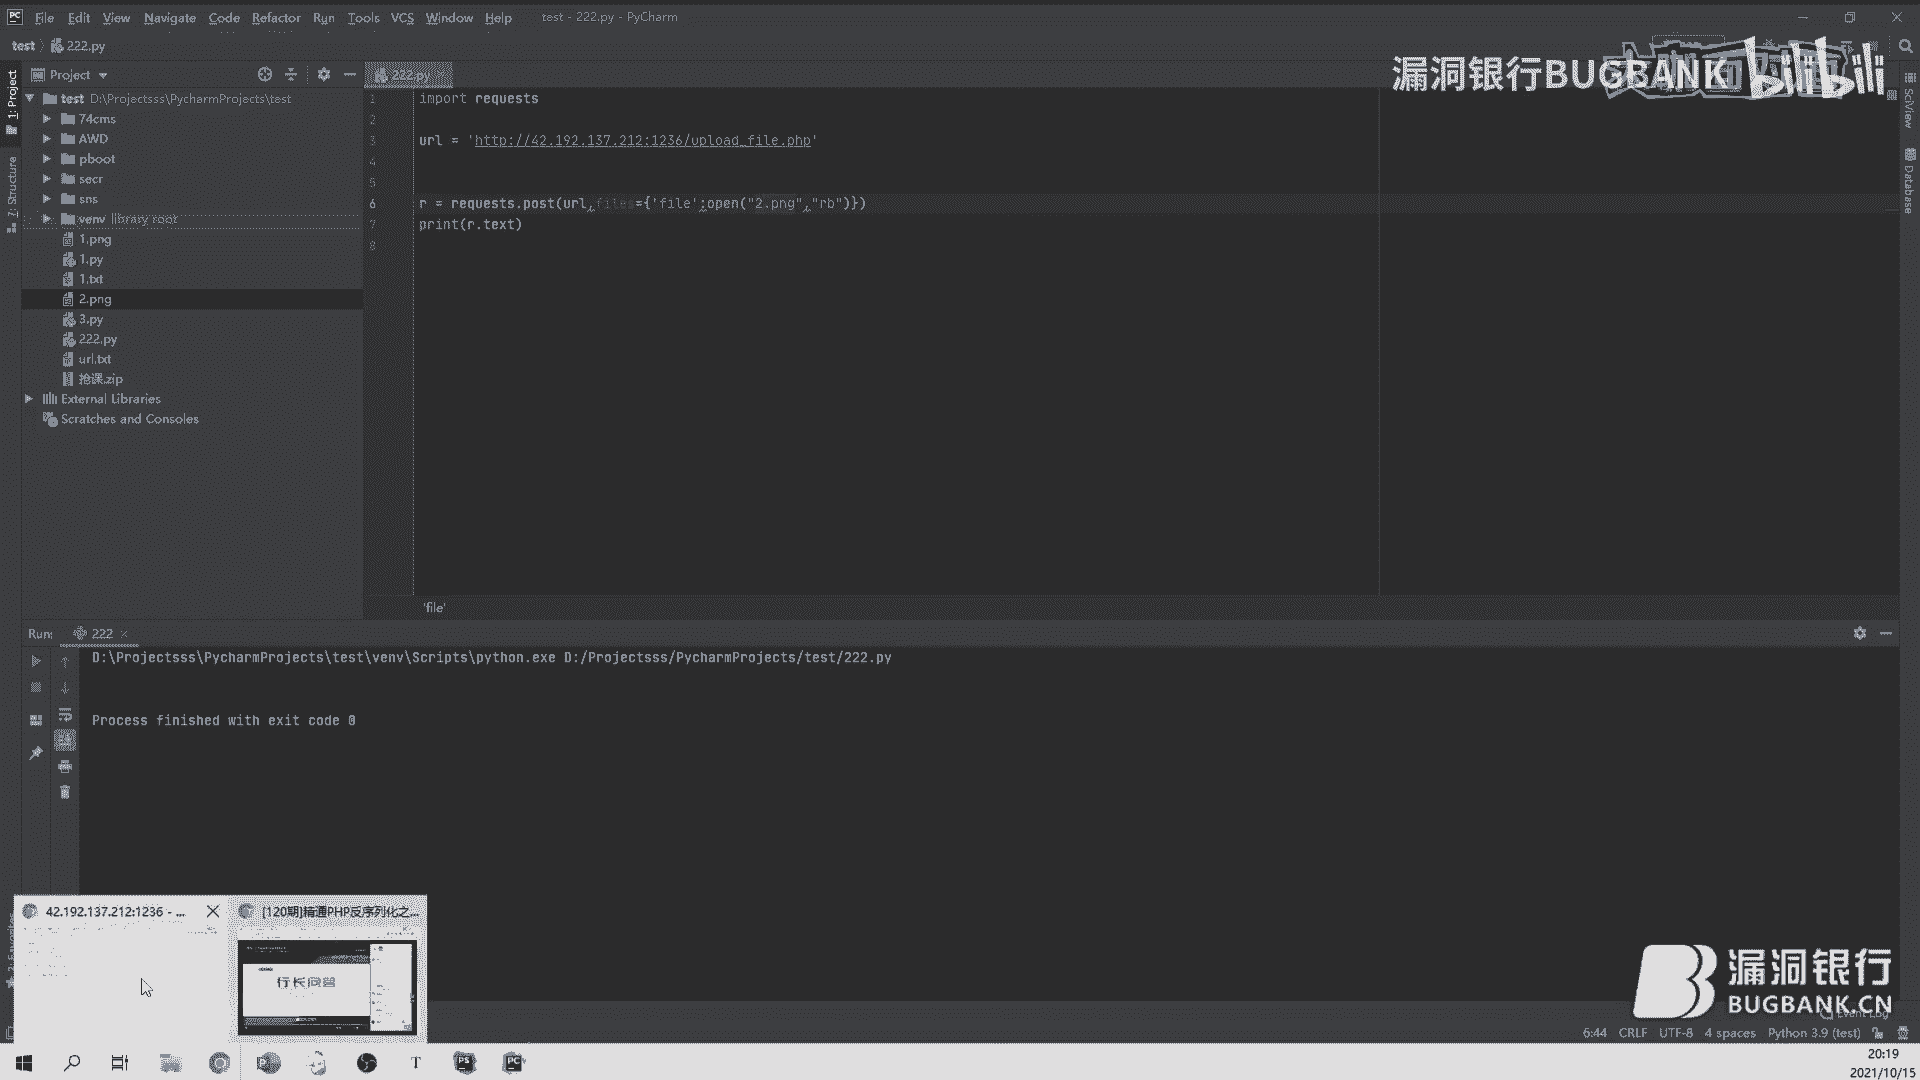 File Edit View Navigate Code Refactor Run Tools VCS Window Help test - 222.py - PyCharm
test 222.py
漏洞银行BUGBANK bilibili
1: Project
Project
222.py
test D:\Projectsss\PycharmProjects\test
74cms
AWD
pboot
secr
sns
venv library root
1.png
1.py
1.txt
2.png
3.py
222.py
url.txt
抢课.zip
External Libraries
Scratches and Consoles
7: Structure
SciView
Database
1 import requests
2
3 url = 'http://42.192.137.212:1236/upload_file.php'
4
5
6 r = requests.post(url,files={'file':open("2.png","rb")})
7 print(r.text)
8
'file'
Run: 222
D:\Projectsss\PycharmProjects\test\venv\Scripts\python.exe D:/Projectsss/PycharmProjects/test/222.py
Process finished with exit code 0
42.192.137.212:1236 - ...
[120期]精通PHP反序列化之...
行长问答
漏洞银行
BUGBANK.CN
Event Log
6:44 CRLF UTF-8 4 spaces Python 3.9 (test)
20:19
2021/10/15